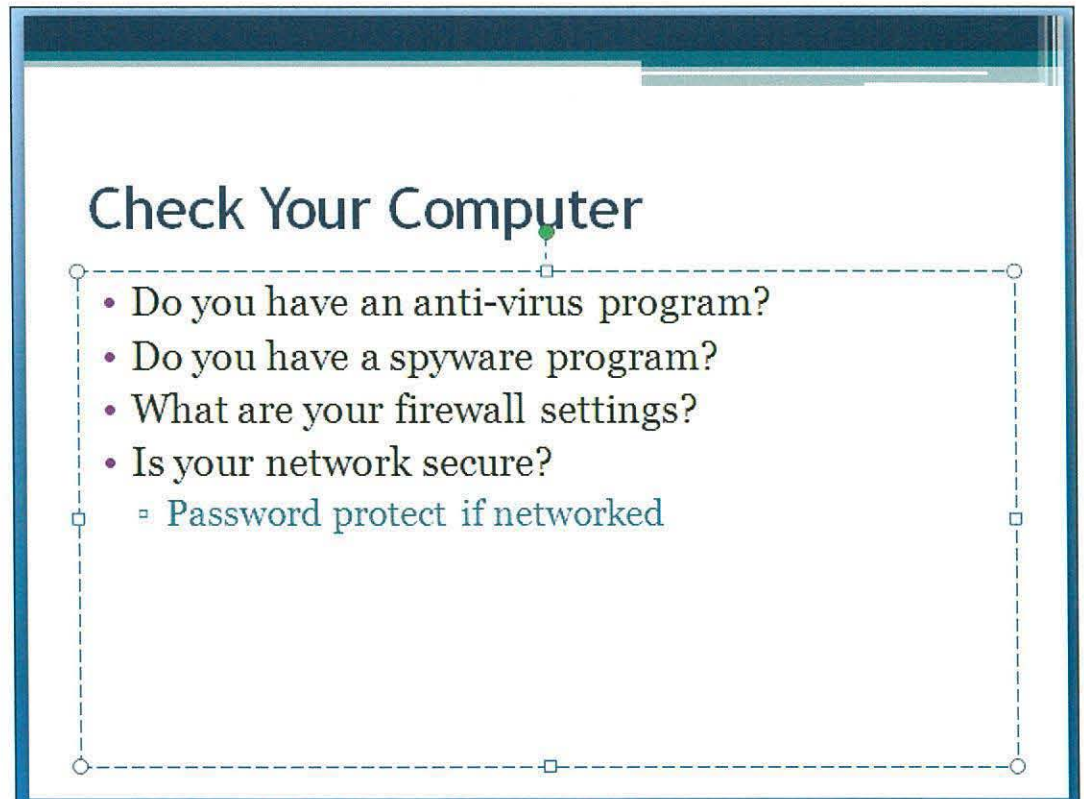 Check Your Computer
• Do you have an anti-virus program?
• Do you have a spyware program?
• What are your firewall settings?
• Is your network secure?
▫ Password protect if networked